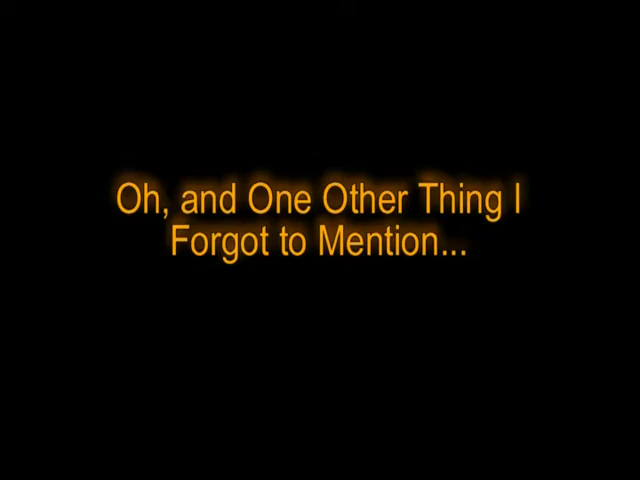 Oh, and One Other Thing I
Forgot to Mention...